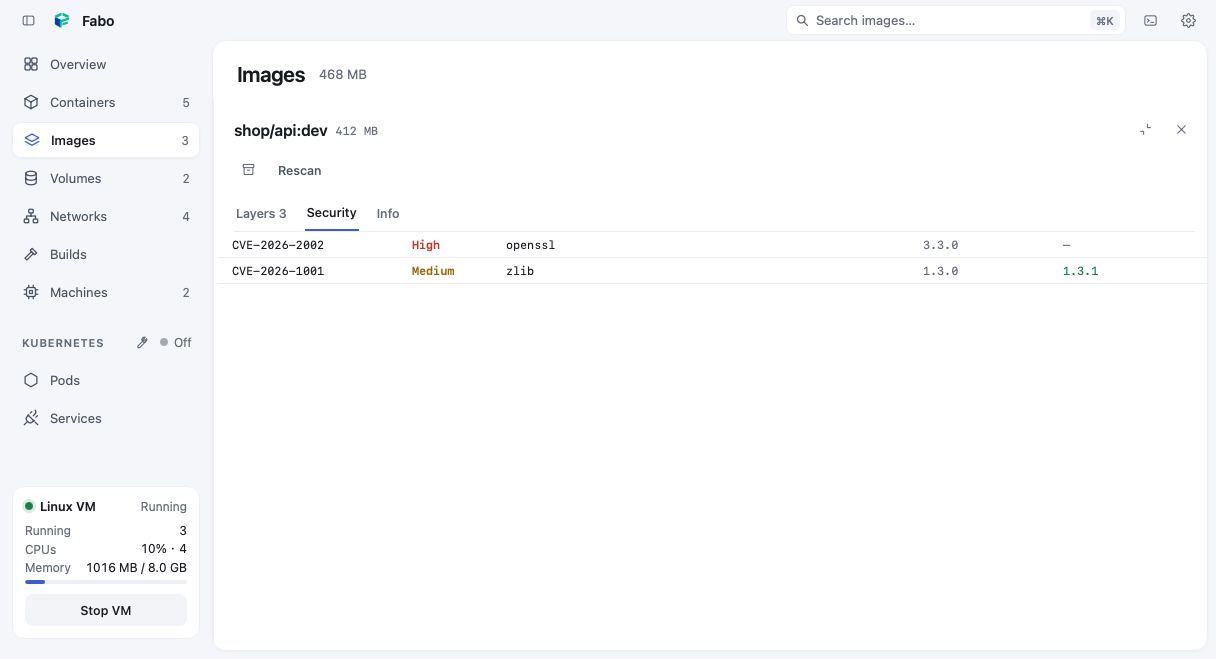 Fabo
Search images...
⌘K
Overview
Containers 5
Images 3
Volumes 2
Networks 4
Builds
Machines 2
KUBERNETES Off
Pods
Services
Linux VM Running
Running 3
CPUs 10% · 4
Memory 1016 MB / 8.0 GB
Stop VM
Images 468 MB
shop/api:dev 412 MB
Rescan
Layers 3 Security Info
CVE-2026-2002 High openssl 3.3.0 —
CVE-2026-1001 Medium zlib 1.3.0 1.3.1